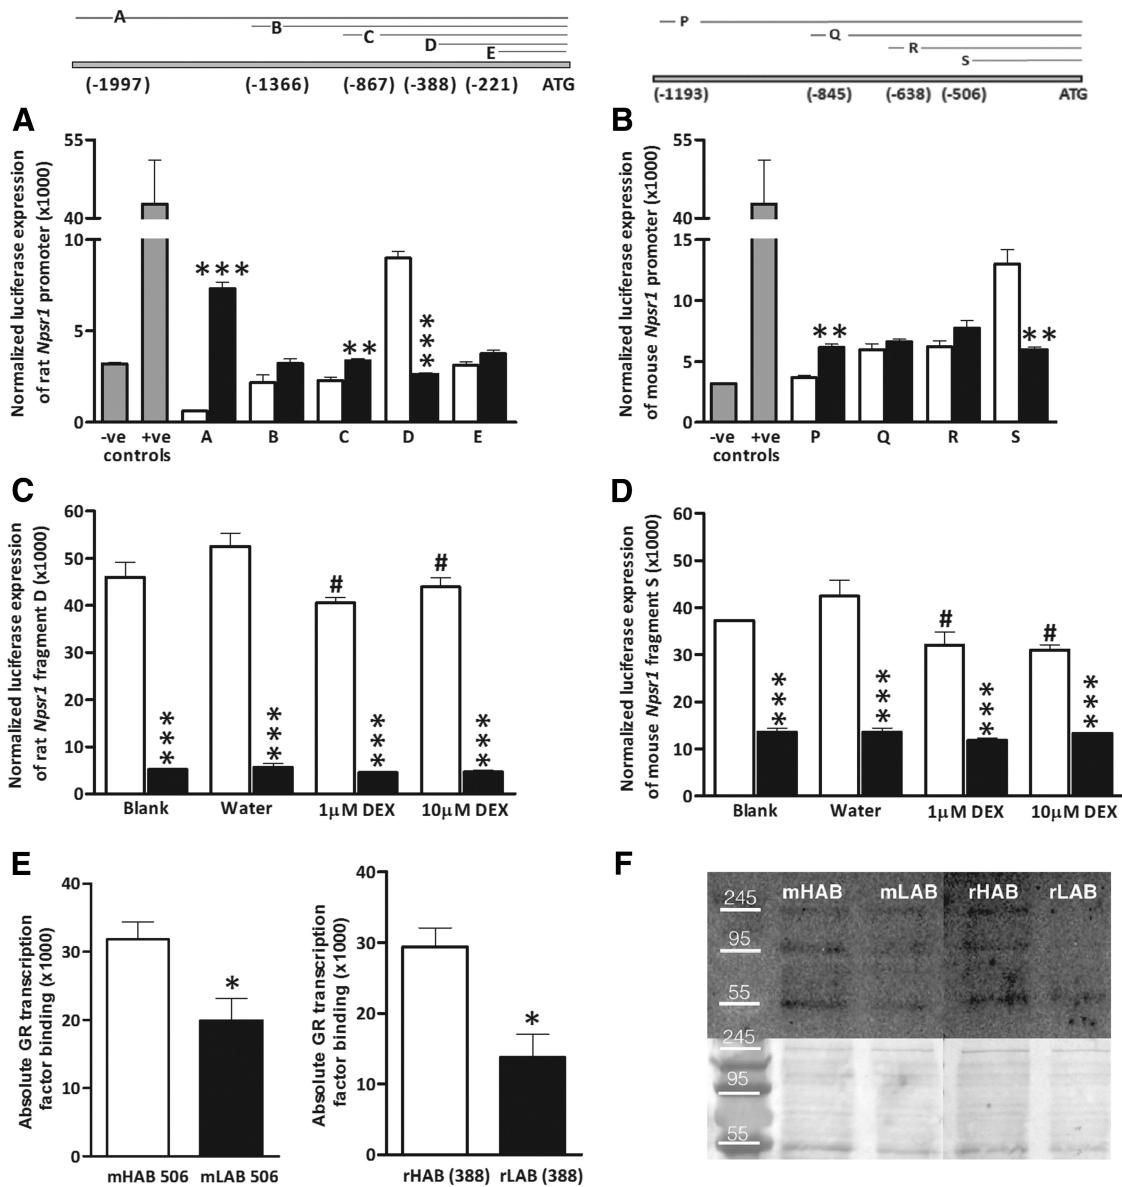 A
B
C
D
E
(-1997) (-1366) (-867) (-388) (-221) ATG
P
Q
R
S
(-1193) (-845) (-638) (-506) ATG
A
Normalized luciferase expression
of rat Npsr1 promoter (x1000)
55
40
10
5
0
***
**
***
-ve +ve A B C D E
controls
B
Normalized luciferase expression
of mouse Npsr1 promoter (x1000)
55
40
15
10
5
0
**
**
-ve +ve P Q R S
controls
C
Normalized luciferase expression
of rat Npsr1 fragment D (x1000)
60
50
40
30
20
10
0
# #
*** *** *** ***
Blank Water 1µM DEX 10µM DEX
D
Normalized luciferase expression
of mouse Npsr1 fragment S (x1000)
60
50
40
30
20
10
0
# #
*** *** *** ***
Blank Water 1µM DEX 10µM DEX
E
Absolute GR transcription
factor binding (x1000)
40
30
20
10
0
*
mHAB 506 mLAB 506
Absolute GR transcription
factor binding (x1000)
40
30
20
10
0
*
rHAB (388) rLAB (388)
F
mHAB mLAB rHAB rLAB
245
95
55
245
95
55